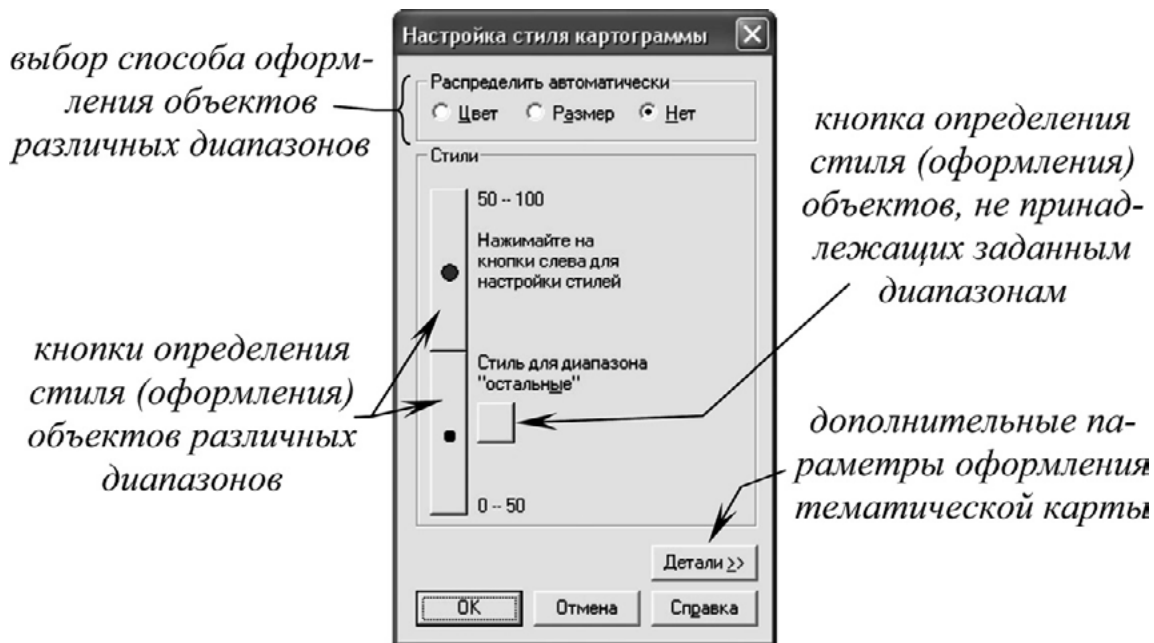 выбор способа оформ-
ления объектов
различных диапазонов
Настройка стиля картограммы
Распределить автоматически
Цвет Размер Нет
Стили
50 -- 100
Нажимайте на
кнопки слева для
настройки стилей
Стиль для диапазона
"остальные"
0 -- 50
Детали >>
ОК Отмена Справка
кнопки определения
стиля (оформления)
объектов различных
диапазонов
кнопка определения
стиля (оформления)
объектов, не принад-
лежащих заданным
диапазонам
дополнительные па-
раметры оформления
тематической карты